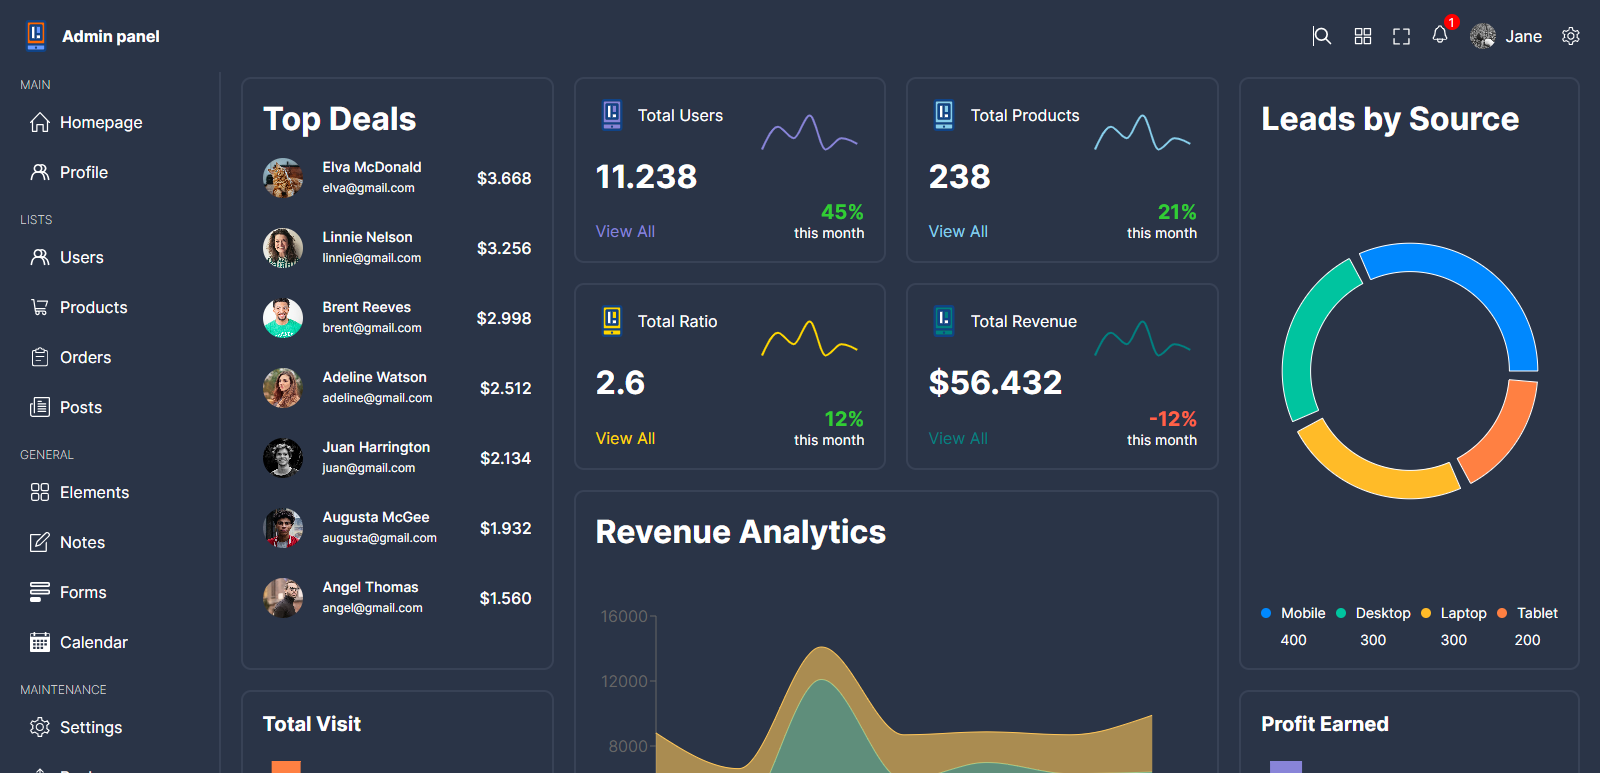 Admin panel
1
Jane
MAIN
Homepage
Profile
LISTS
Users
Products
Orders
Posts
GENERAL
Elements
Notes
Forms
Calendar
MAINTENANCE
Settings
Top Deals
Elva McDonald
elva@gmail.com
$3.668
Linnie Nelson
linnie@gmail.com
$3.256
Brent Reeves
brent@gmail.com
$2.998
Adeline Watson
adeline@gmail.com
$2.512
Juan Harrington
juan@gmail.com
$2.134
Augusta McGee
augusta@gmail.com
$1.932
Angel Thomas
angel@gmail.com
$1.560
Total Visit
Total Users
11.238
View All
45%
this month
Total Products
238
View All
21%
this month
Total Ratio
2.6
View All
12%
this month
Total Revenue
$56.432
View All
-12%
this month
Revenue Analytics
16000
12000
8000
Leads by Source
Mobile Desktop Laptop Tablet
400 300 300 200
Profit Earned